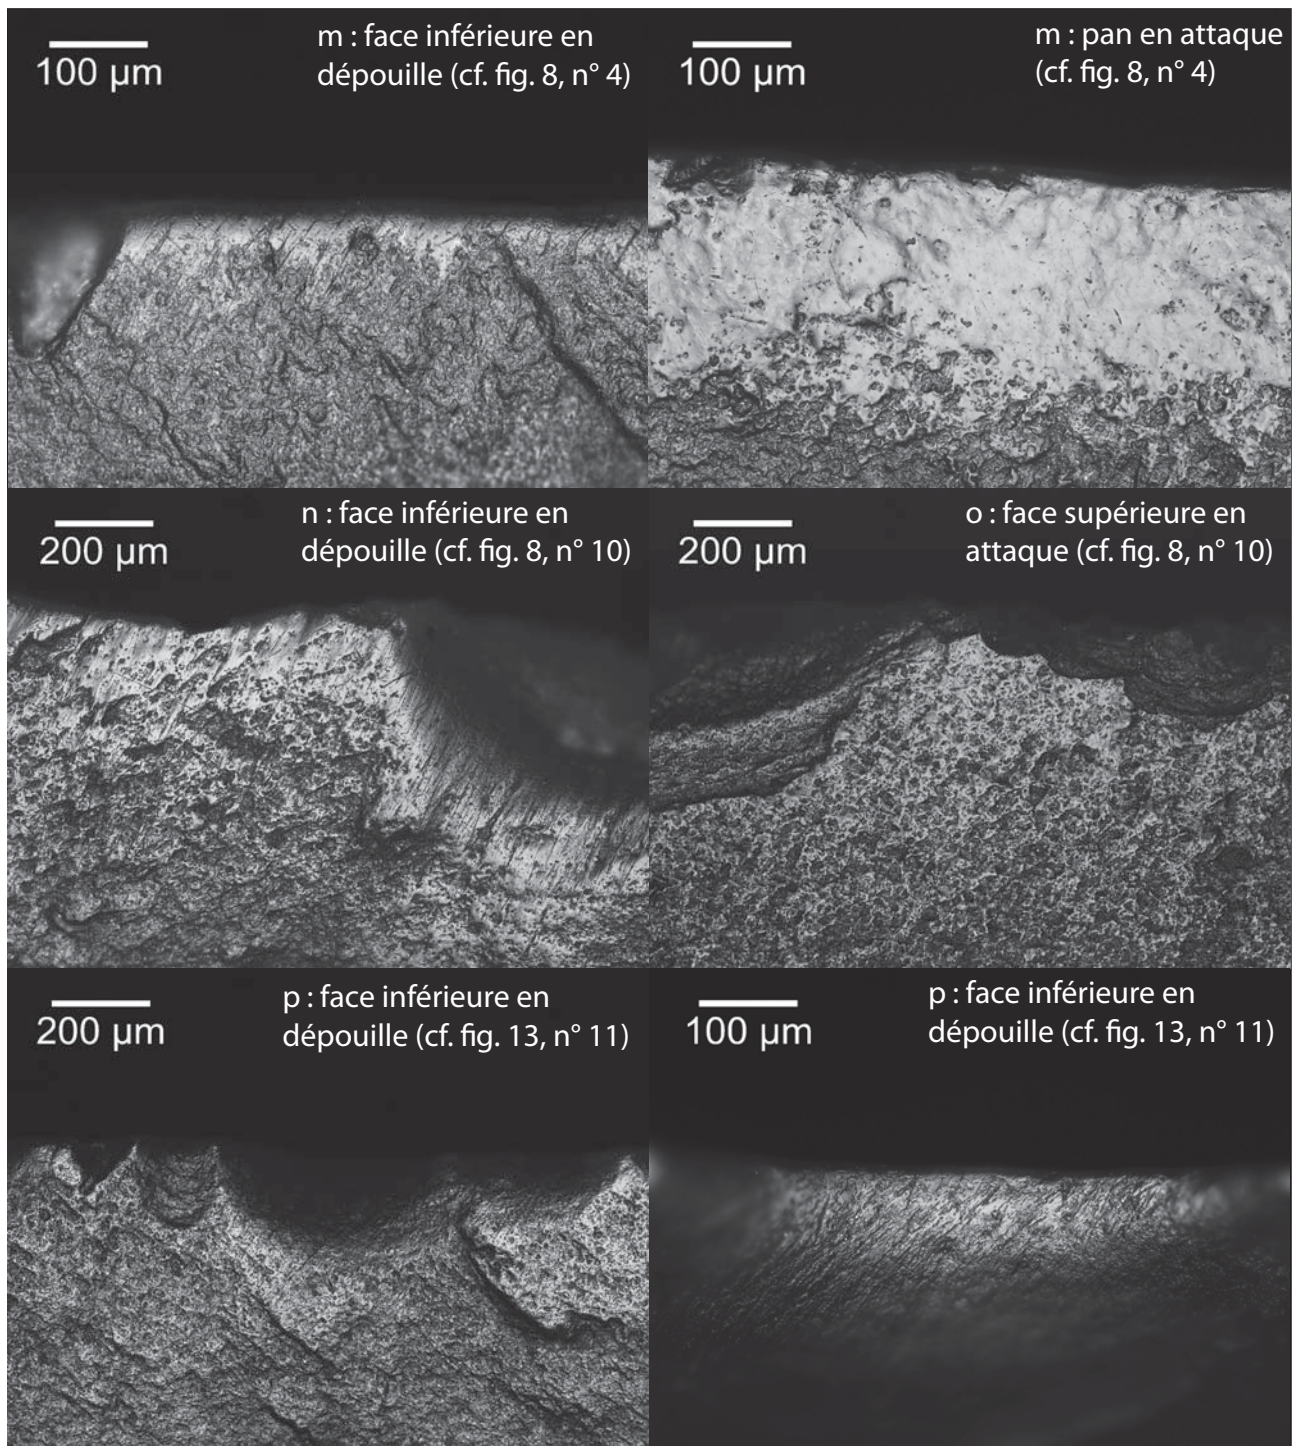 100 µm
m : face inférieure en
dépouille (cf. fig. 8, n° 4)
100 µm
m : pan en attaque
(cf. fig. 8, n° 4)
200 µm
n : face inférieure en
dépouille (cf. fig. 8, n° 10)
200 µm
o : face supérieure en
attaque (cf. fig. 8, n° 10)
200 µm
p : face inférieure en
dépouille (cf. fig. 13, n° 11)
100 µm
p : face inférieure en
dépouille (cf. fig. 13, n° 11)